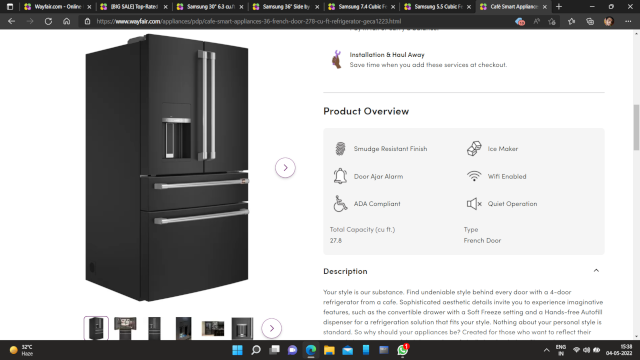 Wayfair.com - Online
[BIG SALE] Top-Rated
Samsung 30" 6.3 cu.f
Samsung 36" Side by
Samsung 7.4 Cubic F
Samsung 5.5 Cubic F
Café Smart Applianc
https://www.wayfair.com/appliances/pdp/cafe-smart-appliances-36-french-door-278-cu-ft-refrigerator-geca1223.html
Installation & Haul Away
Save time when you add these services at checkout.
Product Overview
Smudge Resistant Finish
Ice Maker
Door Ajar Alarm
Wifi Enabled
ADA Compliant
Quiet Operation
Total Capacity (cu ft.)
Type
27.8
French Door
Description
Your style is our substance. Find undeniable style behind every door with a 4-door
refrigerator from a cafe. Sophisticated aesthetic details invite you to experience imaginative
features, such as the convertible drawer with a Soft Freeze setting and a Hands-free Autofill
dispenser for a refrigeration solution that fits your style. Nothing about your personal style is
standard. So why should your appliances be? Created for those who want to reflect their
32°C
Haze
ENG
IN
15:38
04-05-2022